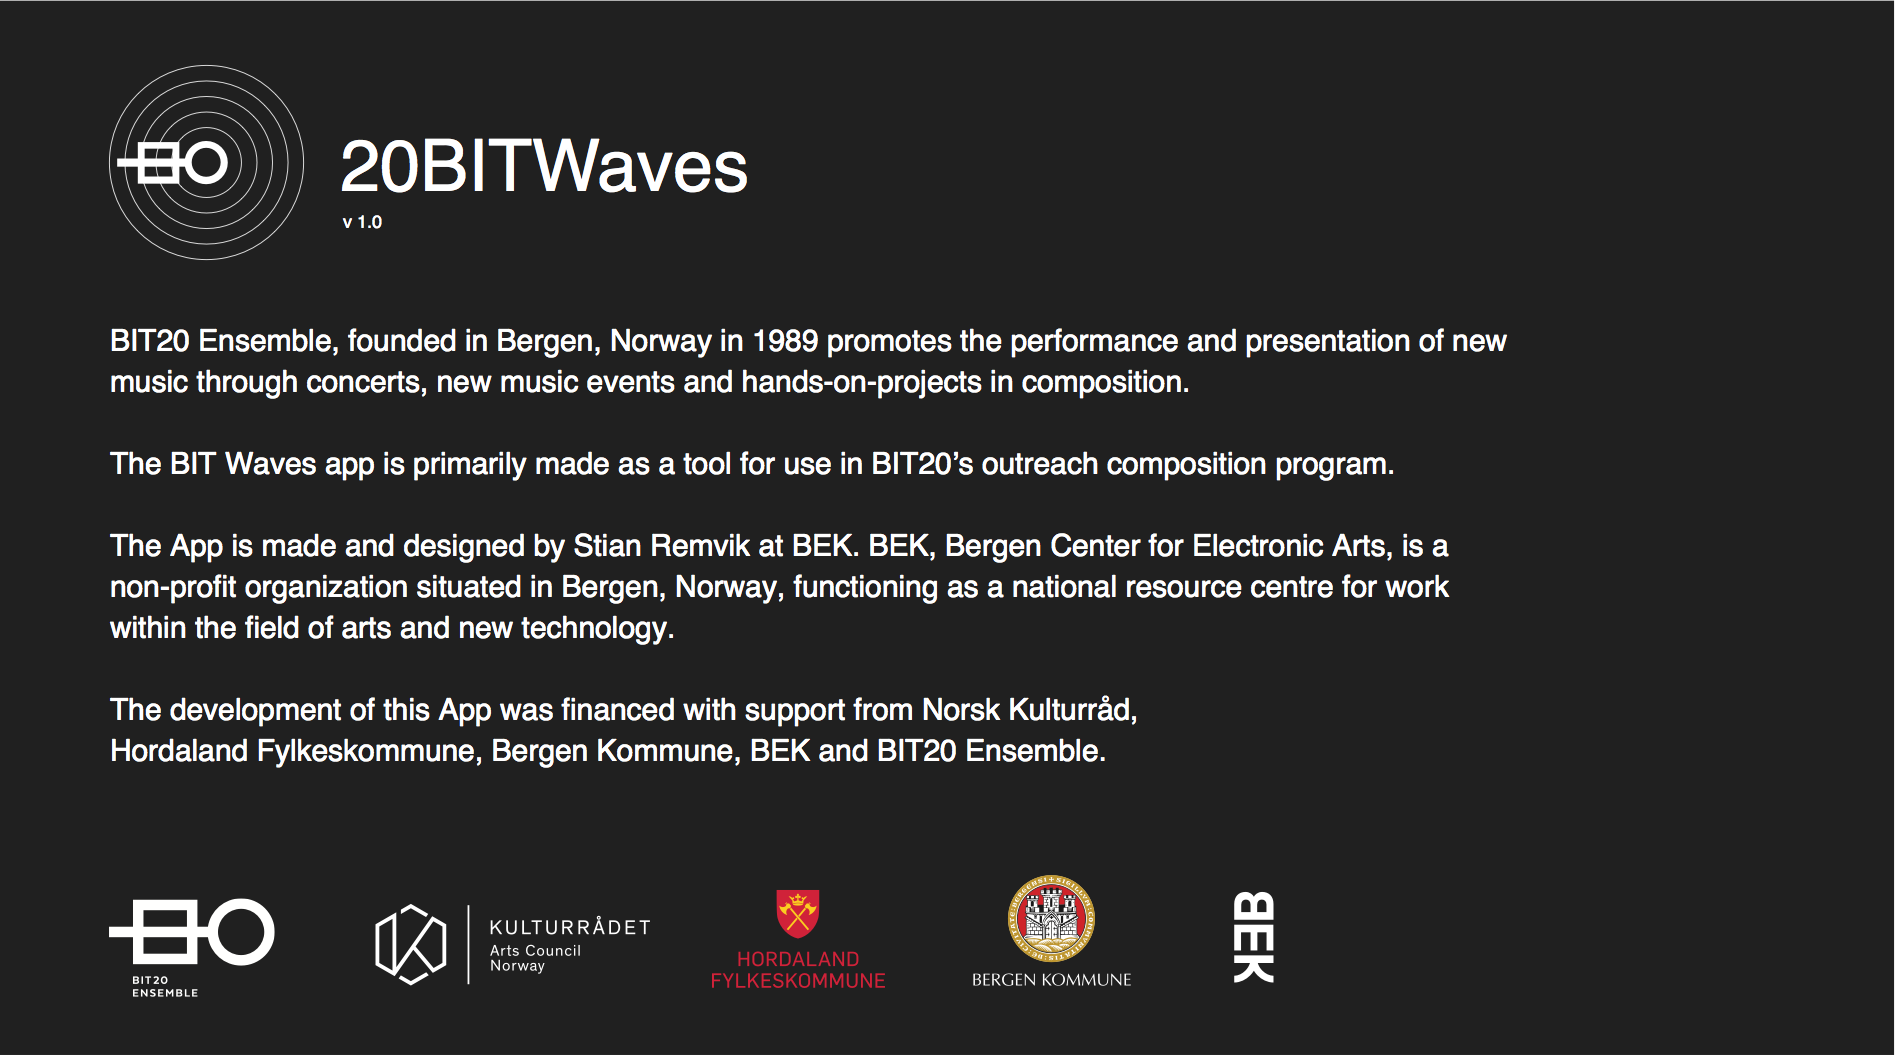 20BITWaves
v 1.0
BIT20 Ensemble, founded in Bergen, Norway in 1989 promotes the performance and presentation of new
music through concerts, new music events and hands-on-projects in composition.
The BIT Waves app is primarily made as a tool for use in BIT20’s outreach composition program.
The App is made and designed by Stian Remvik at BEK. BEK, Bergen Center for Electronic Arts, is a
non-profit organization situated in Bergen, Norway, functioning as a national resource centre for work
within the field of arts and new technology.
The development of this App was financed with support from Norsk Kulturråd,
Hordaland Fylkeskommune, Bergen Kommune, BEK and BIT20 Ensemble.
BIT20
ENSEMBLE
KULTURRÅDET
Arts Council
Norway
HORDALAND
FYLKESKOMMUNE
BERGEN KOMMUNE
BEK